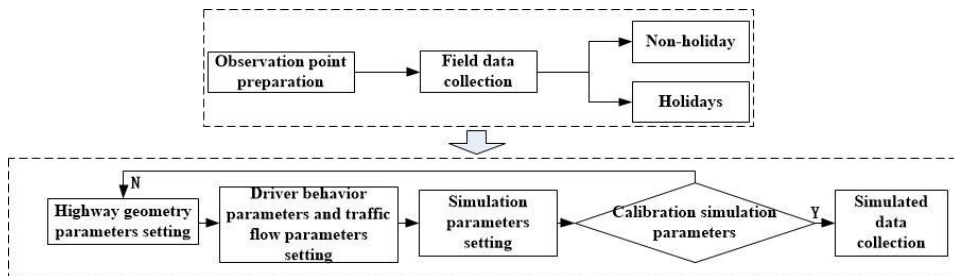 Non-holiday
Observation point
preparation
Field data
collection
Holidays
N
Highway geometry
parameters setting
Driver behavior
parameters and traffic
flow parameters
setting
Simulation
parameters
setting
Calibration simulation
parameters
Y
Simulated
data
collection